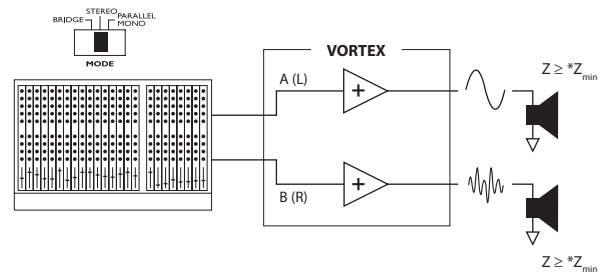 STEREO
BRIDGE PARALLEL
MONO
MODE
VORTEX
A (L)
+
Z ≥ *Zmin
B (R)
+
Z ≥ *Zmin